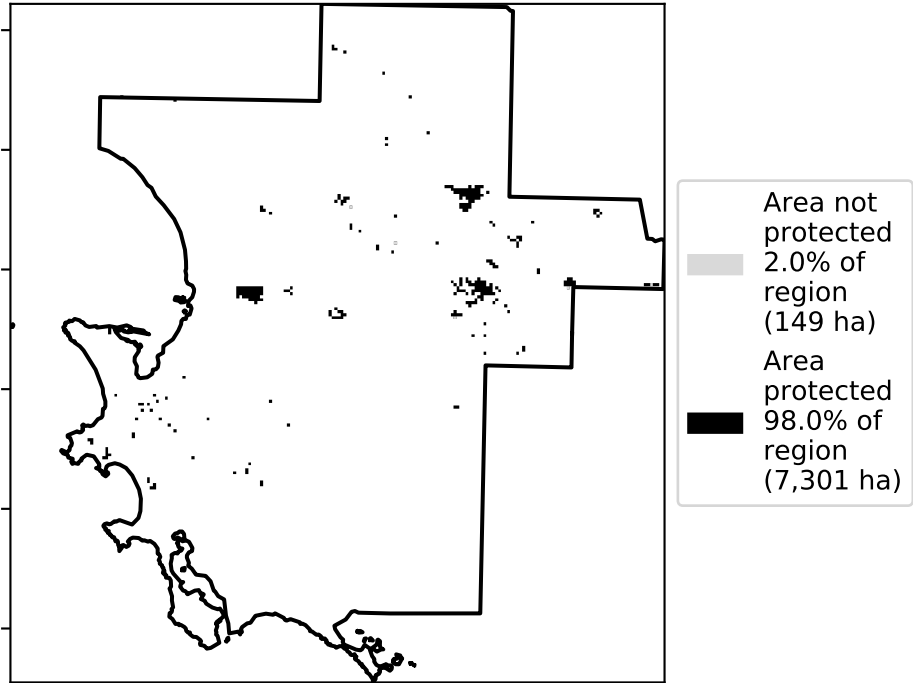 Area not
protected
2.0% of
region
(149 ha)
Area
protected
98.0% of
region
(7,301 ha)